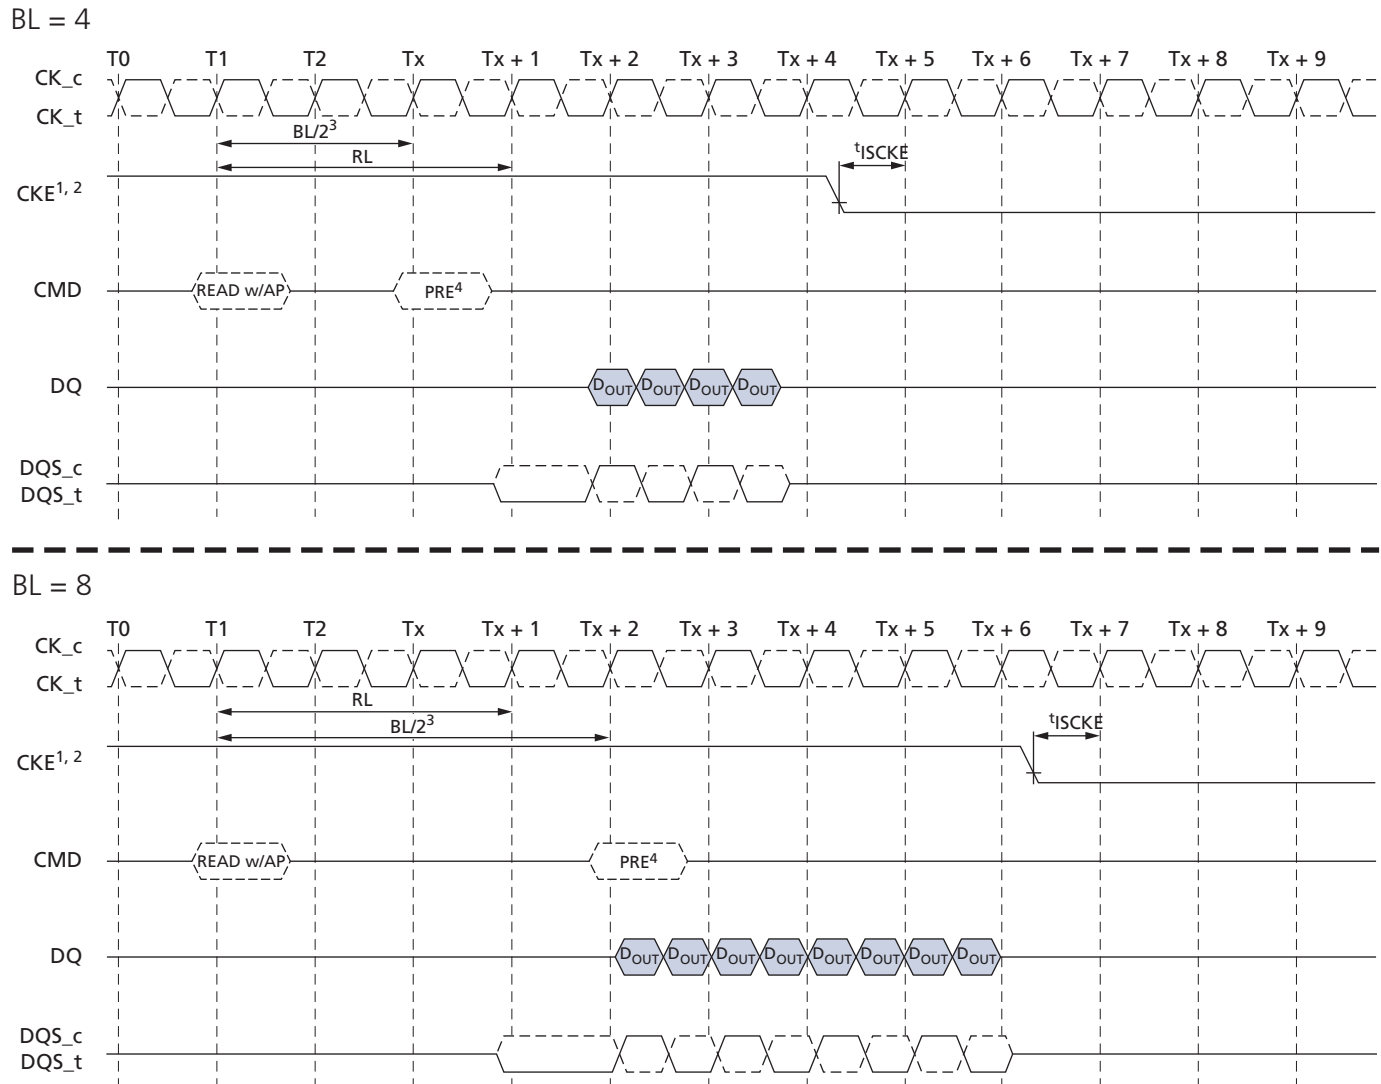 BL = 4
T0 T1 T2 Tx Tx + 1 Tx + 2 Tx + 3 Tx + 4 Tx + 5 Tx + 6 Tx + 7 Tx + 8 Tx + 9
CK_c
CK_t
BL/2³
RL
ᵗISCKE
CKE¹, ²
CMD READ w/AP PRE⁴
DQ DOUT DOUT DOUT DOUT
DQS_c
DQS_t
BL = 8
T0 T1 T2 Tx Tx + 1 Tx + 2 Tx + 3 Tx + 4 Tx + 5 Tx + 6 Tx + 7 Tx + 8 Tx + 9
CK_c
CK_t
RL
BL/2³
ᵗISCKE
CKE¹, ²
CMD READ w/AP PRE⁴
DQ DOUT DOUT DOUT DOUT DOUT DOUT DOUT DOUT
DQS_c
DQS_t